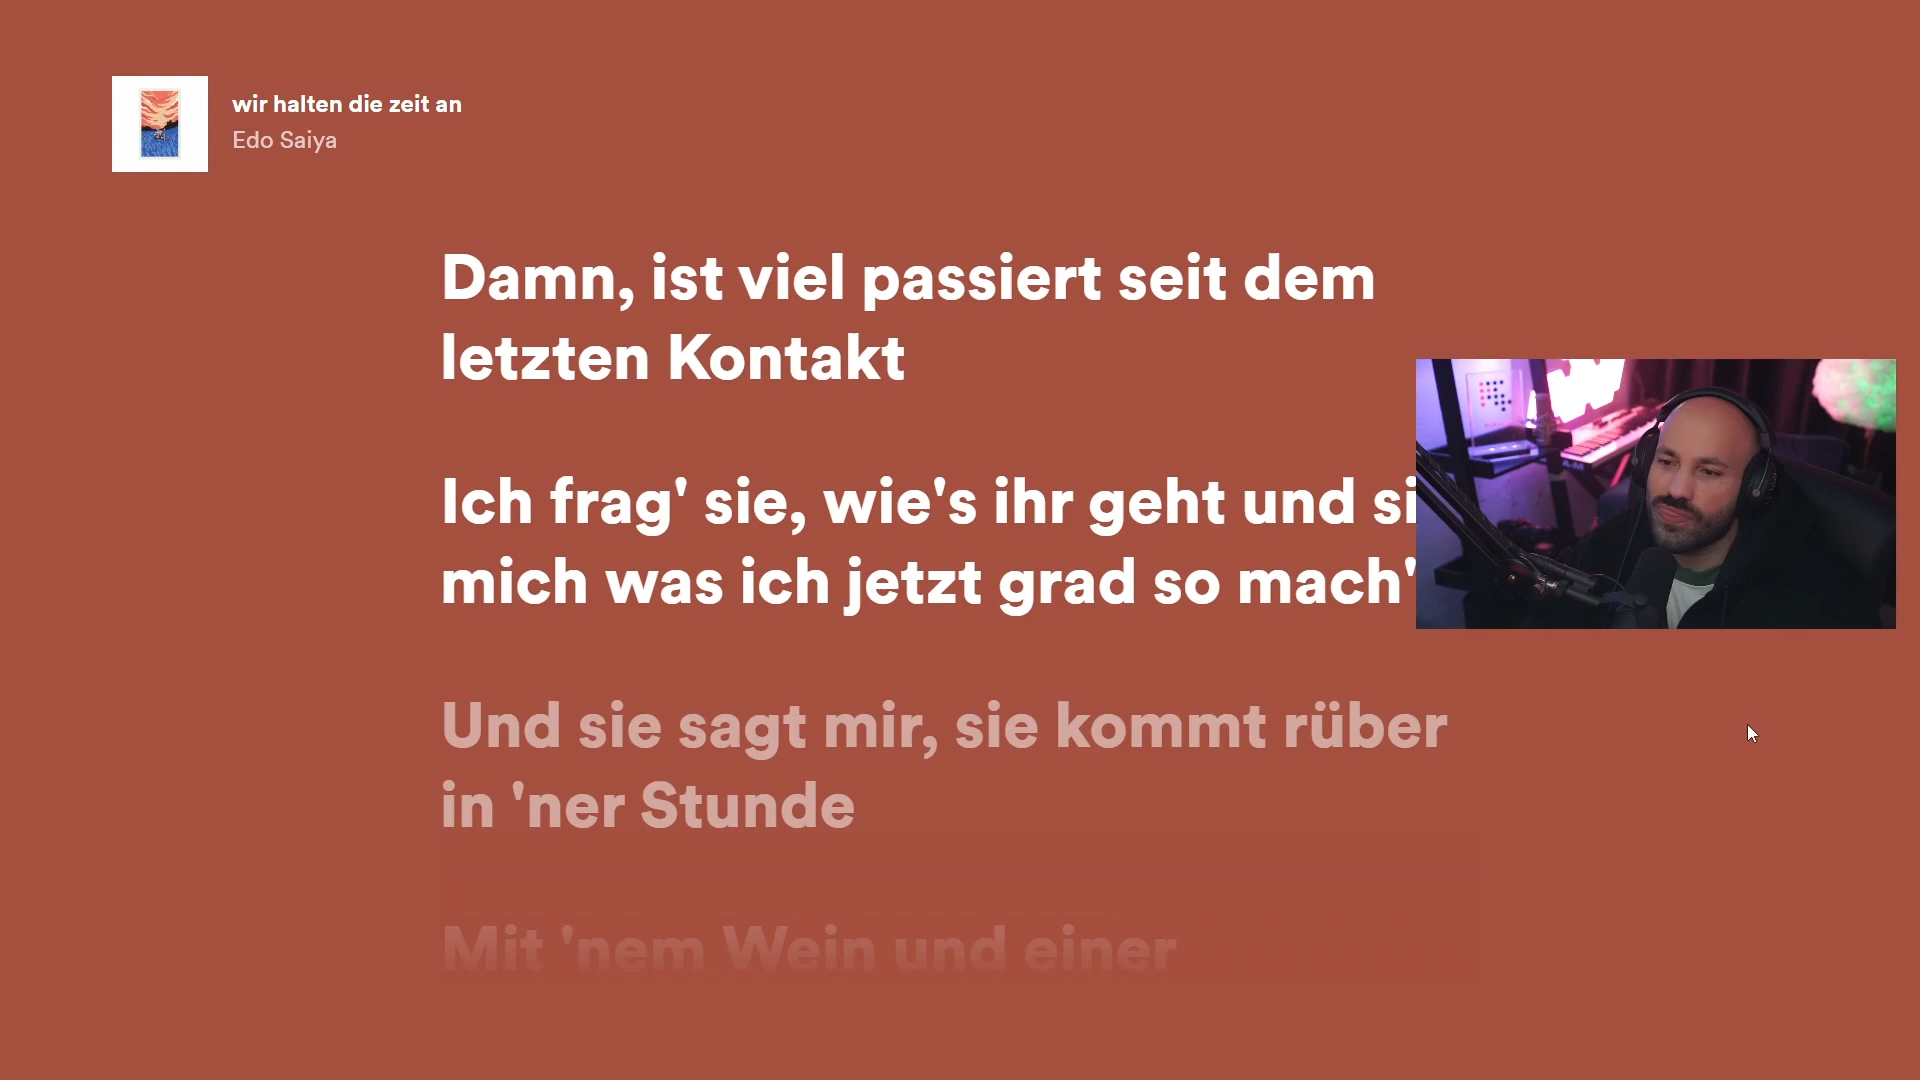 wir halten die zeit an
Edo Saiya
Damn, ist viel passiert seit dem
letzten Kontakt
Ich frag' sie, wie's ihr geht und
mich was ich jetzt grad so mach'
Und sie sagt mir, sie kommt rüber
in 'ner Stunde
Mit 'nem Wein und einer